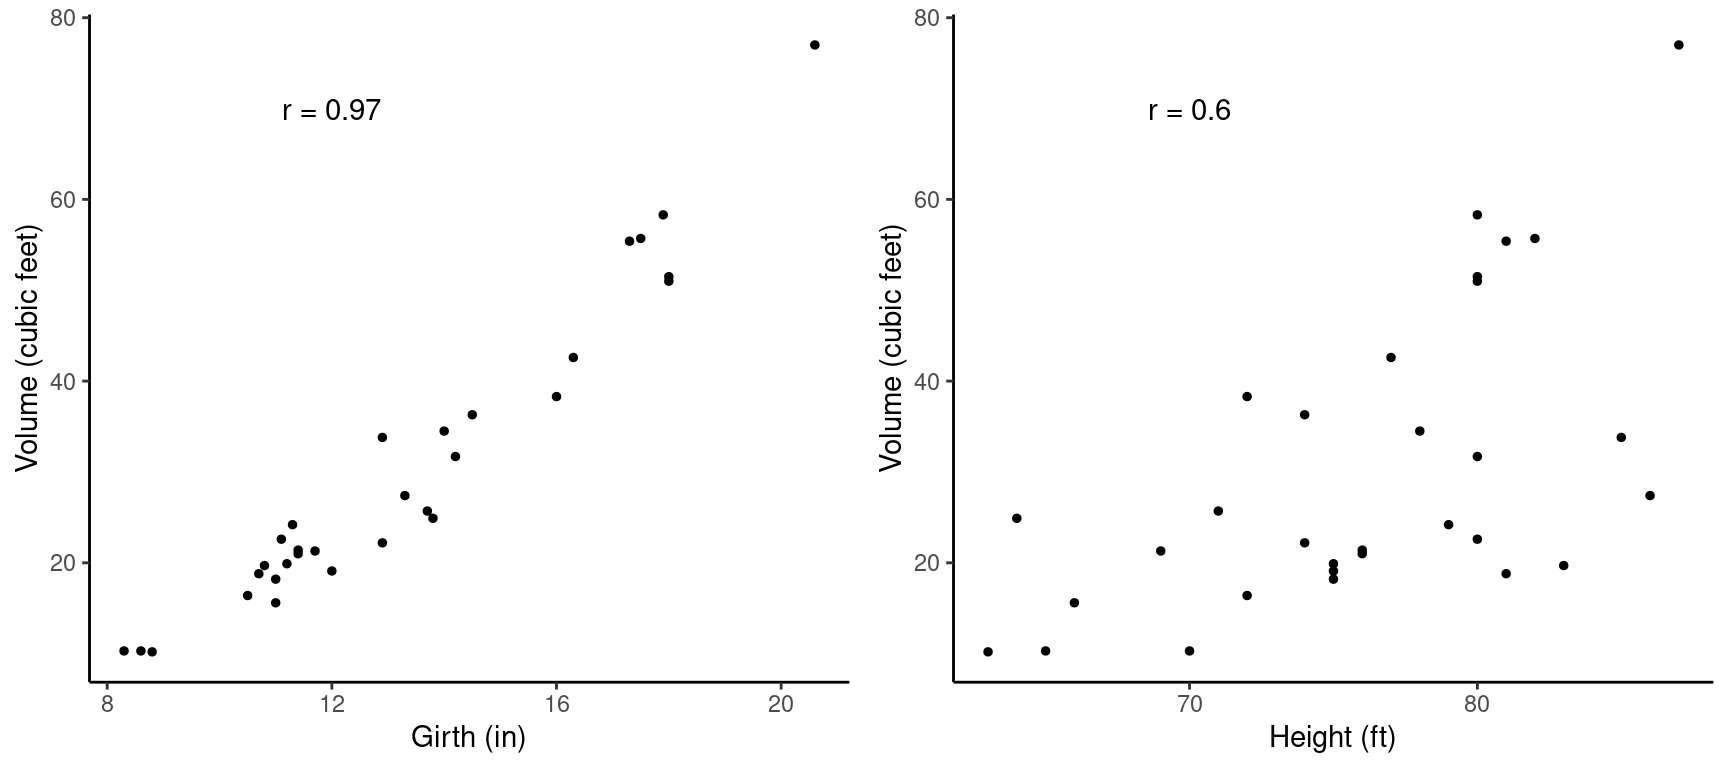 80
60
40
20
Volume (cubic feet)
r = 0.97
8 12 16 20
Girth (in)
80
60
40
20
Volume (cubic feet)
r = 0.6
70 80
Height (ft)